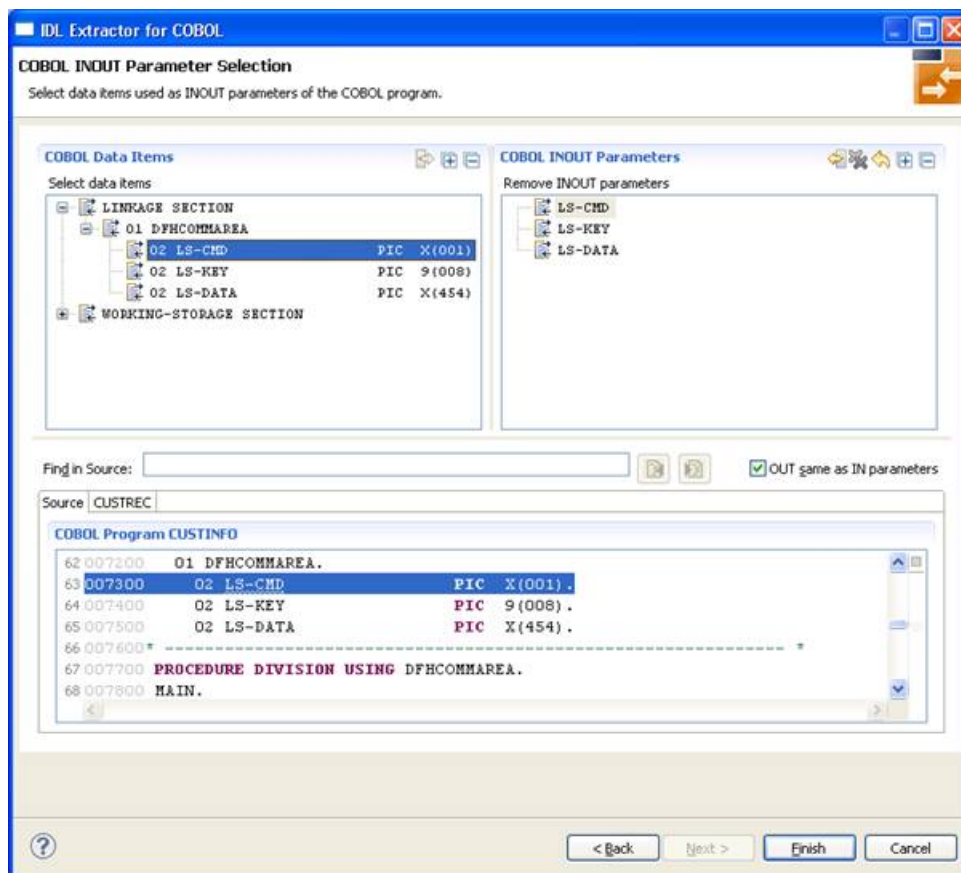 IDL Extractor for COBOL
COBOL INOUT Parameter Selection
Select data items used as INOUT parameters of the COBOL program.
COBOL Data Items
Select data items
LINKAGE SECTION
01 DFHCOMMAREA
02 LS-CMD PIC X(001)
02 LS-KEY PIC 9(008)
02 LS-DATA PIC X(454)
WORKING-STORAGE SECTION
COBOL INOUT Parameters
Remove INOUT parameters
LS-CMD
LS-KEY
LS-DATA
Find in Source:
OUT same as IN parameters
Source CUSTREC
COBOL Program CUSTINFO
62 007200 01 DFHCOMMAREA.
63 007300 02 LS-CMD PIC X(001).
64 007400 02 LS-KEY PIC 9(008).
65 007500 02 LS-DATA PIC X(454).
66 007600* -------------------------------------------------------------- *
67 007700 PROCEDURE DIVISION USING DFHCOMMAREA.
68 007800 MAIN.
< Back Next > Finish Cancel